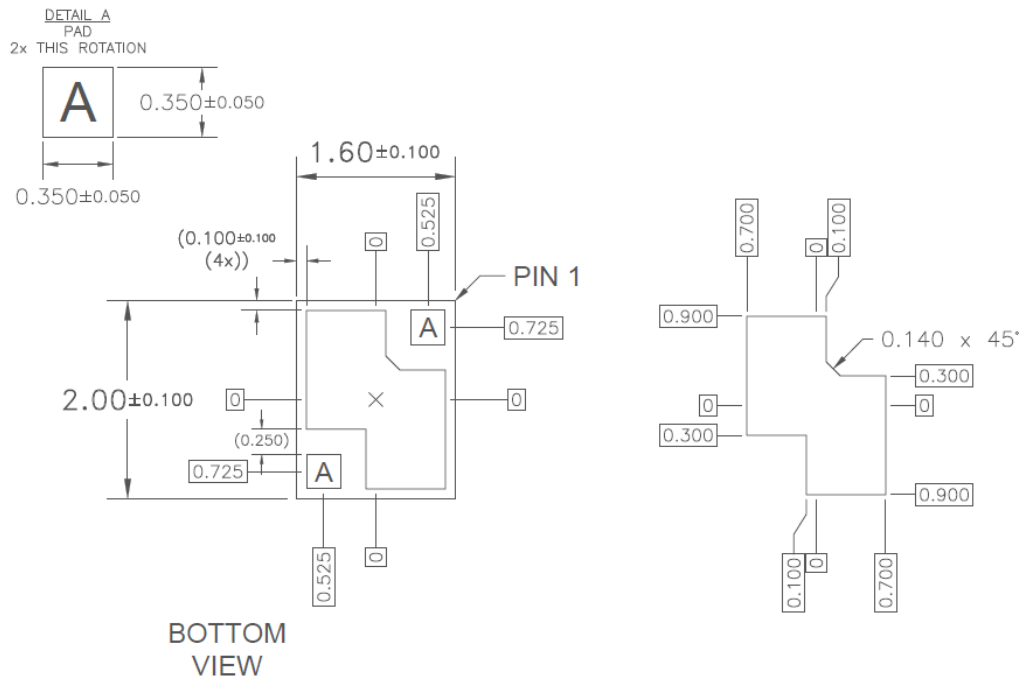 DETAIL A
PAD
2x THIS ROTATION
A
0.350±0.050
0.350±0.050
1.60±0.100
0.525
0
(0.100±0.100
(4x))
PIN 1
A
0.725
2.00±0.100
0
0
(0.250)
0.725
A
0.525
0
BOTTOM
VIEW
0.700
0
0.100
0.900
0.140 x 45°
0.300
0
0
0.300
0.900
0.100
0
0.700